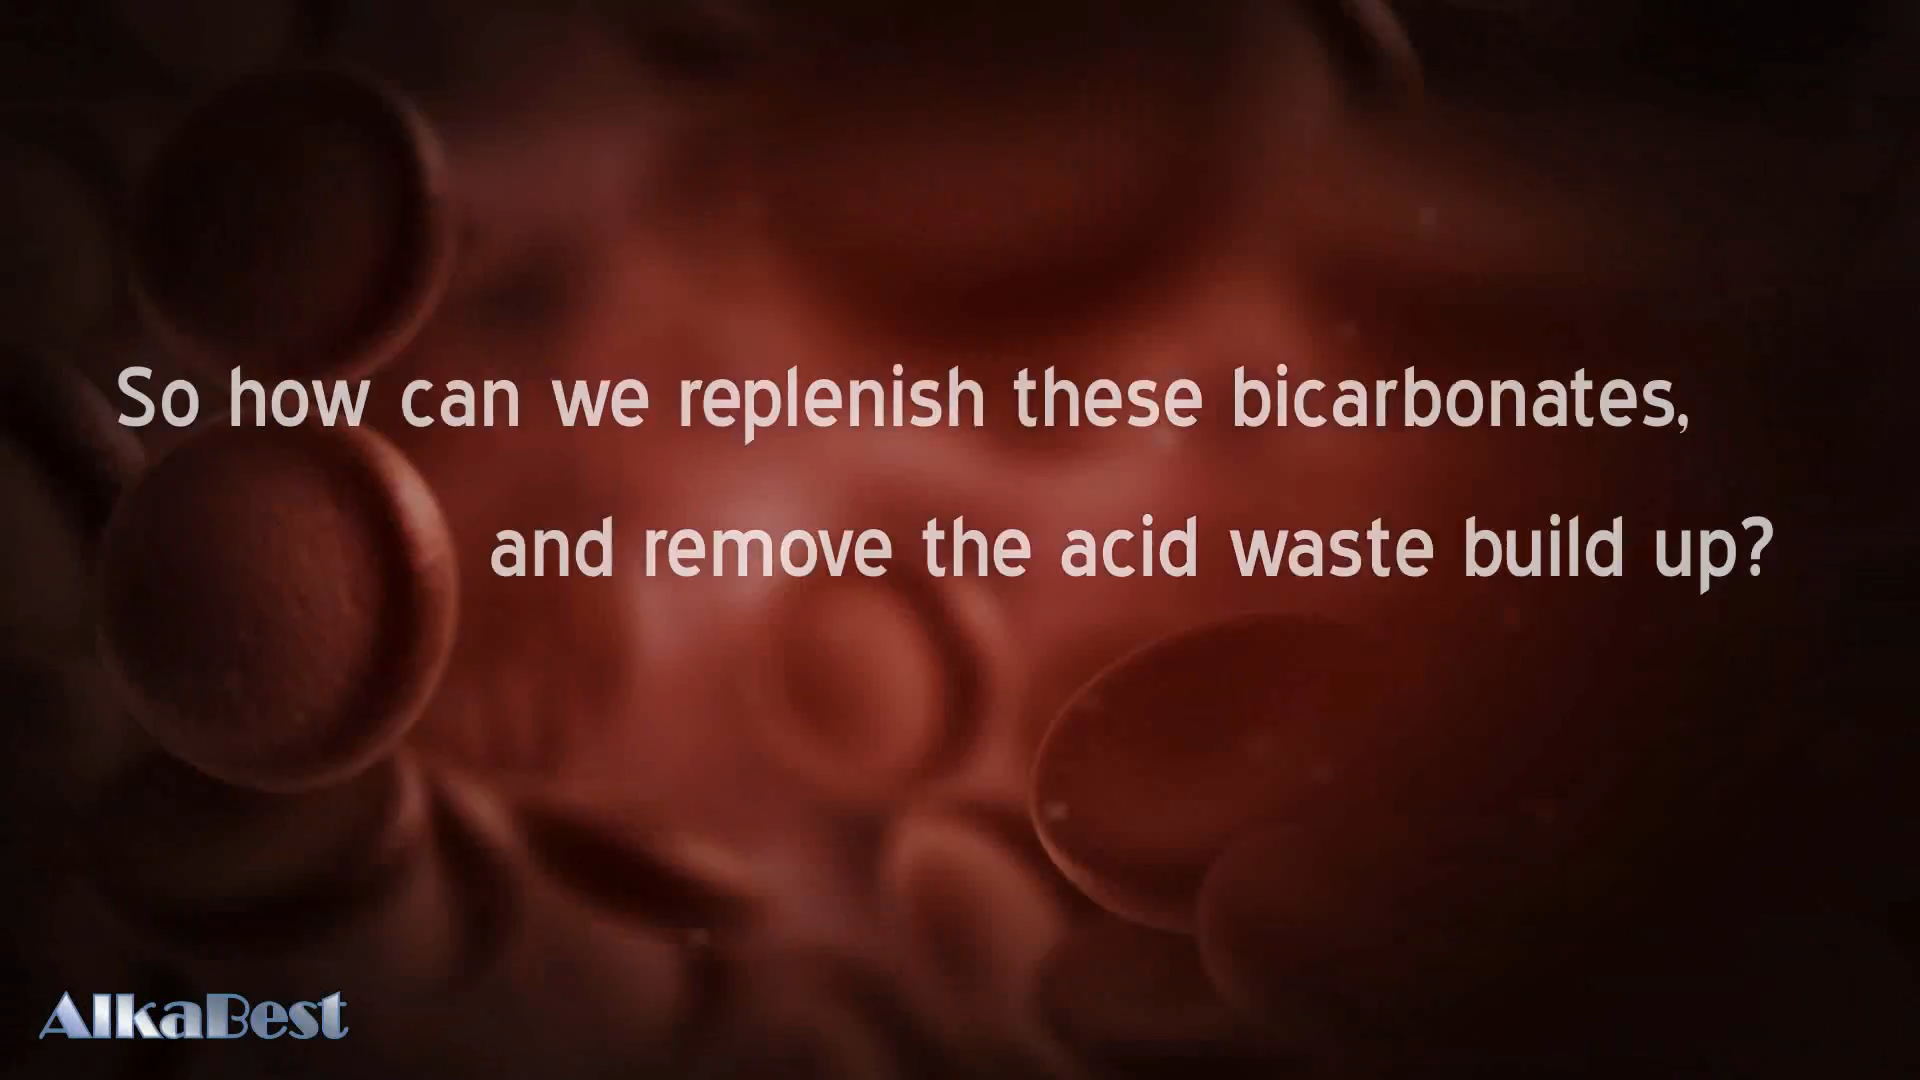 So how can we replenish these bicarbonates,
and remove the acid waste build up?
AlkaBest